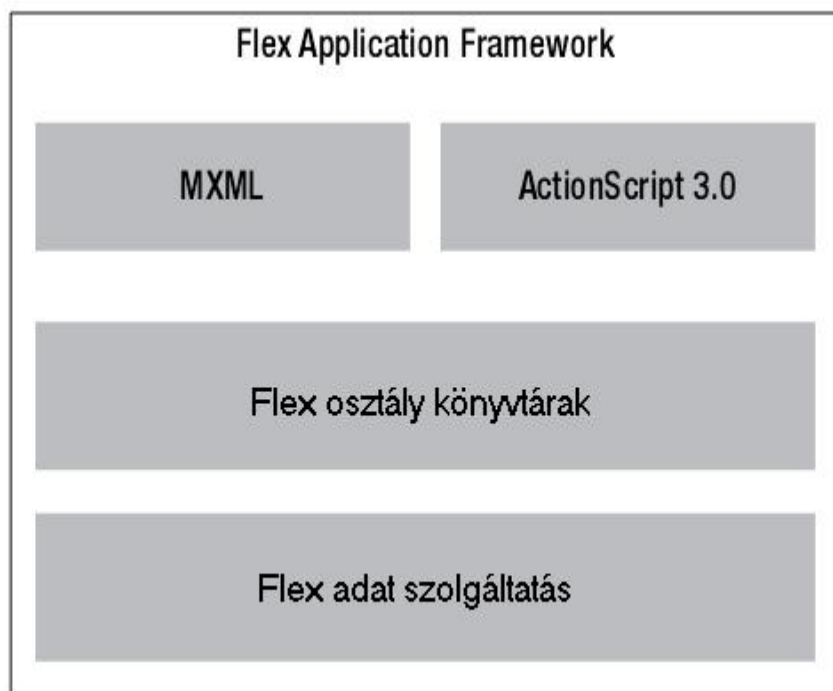 Flex Application Framework
MXML
ActionScript 3.0
Flex osztály könyvtárak
Flex adat szolgáltatás